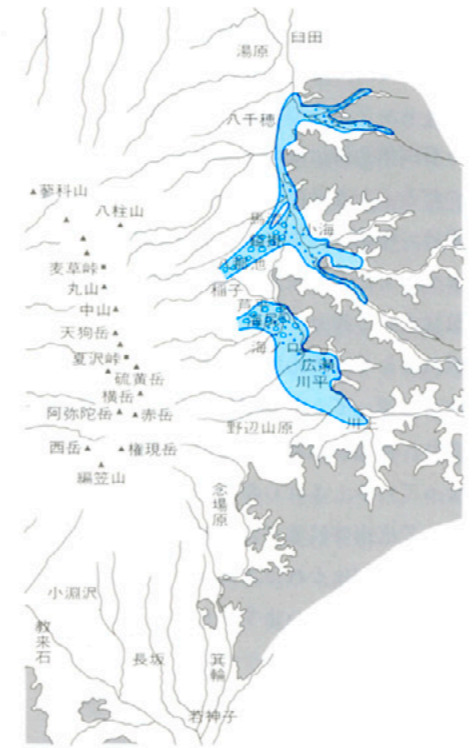 臼田
湯原
八千穂
蓼科山
八柱山
小海
麦草峠
稲子
丸山
中山
天狗岳
海ノ口
夏沢峠
広瀬
硫黄岳
川平
横岳
阿弥陀岳
赤岳
野辺山原
川
西岳
権現岳
編笠山
念場原
小淵沢
教来石
長坂
箕輪
若神子